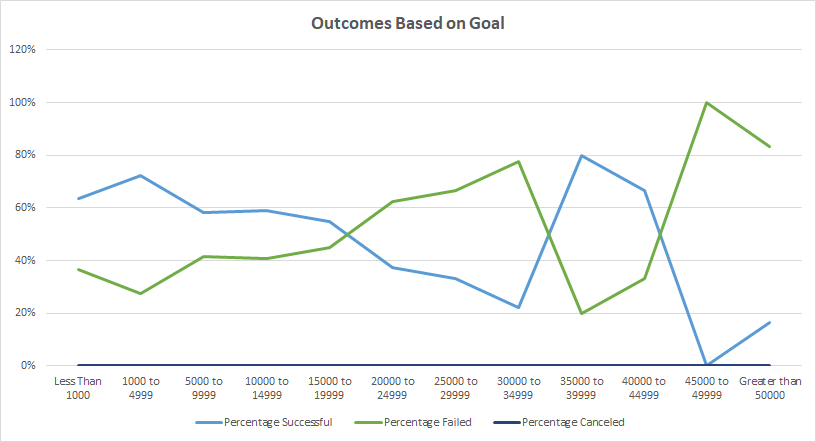 Outcomes Based on Goal
120%
100%
80%
60%
40%
20%
0%
Less Than
1000
1000 to
4999
5000 to
9999
10000 to
14999
15000 to
19999
20000 to
24999
25000 to
29999
30000 to
34999
35000 to
39999
40000 to
44999
45000 to
49999
Greater than
50000
Percentage Successful
Percentage Failed
Percentage Canceled